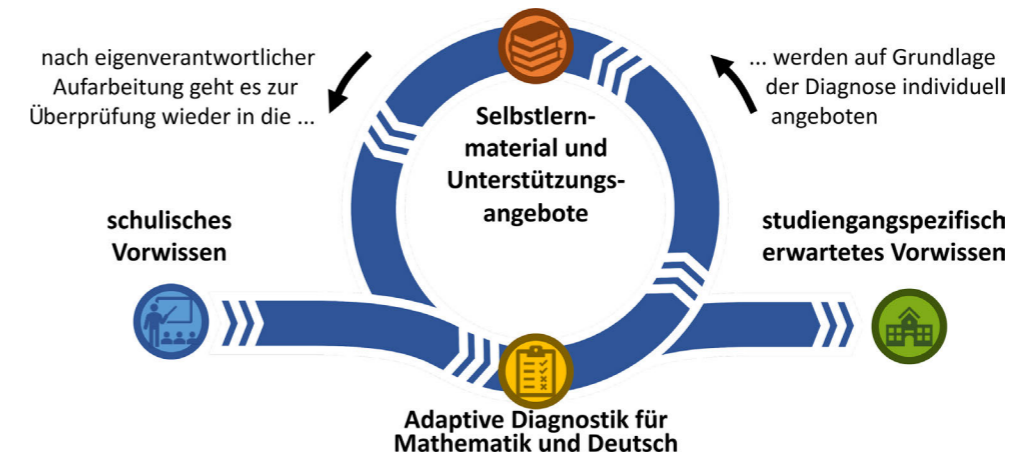 nach eigenverantwortlicher
Aufarbeitung geht es zur
Überprüfung wieder in die ...
... werden auf Grundlage
der Diagnose individuell
angeboten
Selbstlern-
material und
Unterstützungs-
angebote
schulisches
Vorwissen
studiengangspezifisch
erwartetes Vorwissen
Adaptive Diagnostik für
Mathematik und Deutsch